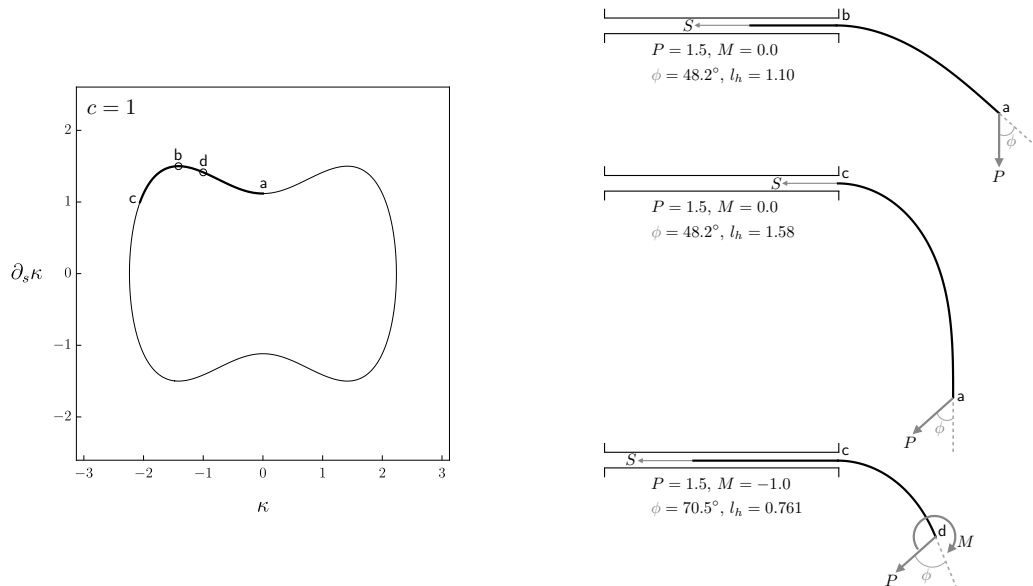 c = 1
2
1
0
−1
−2
−3
−2
−1
0
1
2
3
∂ₛκ
κ
c
b
d
a
S
b
P = 1.5, M = 0.0
ϕ = 48.2°, lₕ = 1.10
a
ϕ
P
S
c
P = 1.5, M = 0.0
ϕ = 48.2°, lₕ = 1.58
a
ϕ
P
S
c
P = 1.5, M = −1.0
ϕ = 70.5°, lₕ = 0.761
d
M
ϕ
P